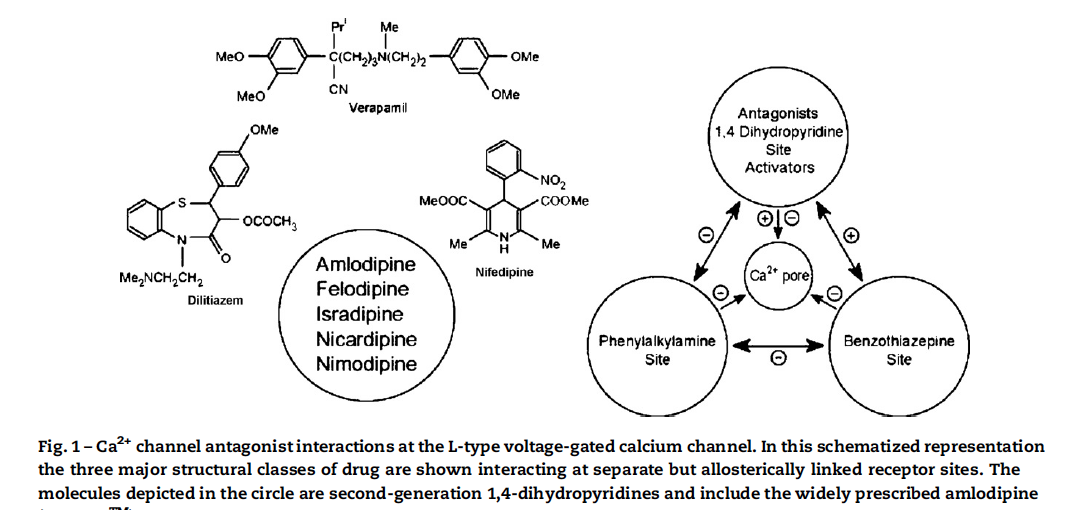 Pr^i Me
MeO C(CH2)3N(CH2)2 OMe
MeO CN OMe
Verapamil
OMe
S
OCOCH3
N
O
Me2NCH2CH2
Dilitiazem
NO2
MeOOC COOMe
Me N Me
H
Nifedipine
Amlodipine
Felodipine
Isradipine
Nicardipine
Nimodipine
Antagonists
1,4 Dihydropyridine
Site
Activators
⊕ ⊖
⊖ ⊕
Ca2+ pore
⊖ ⊖
Phenylalkylamine
Site
⊖
Benzothiazepine
Site
Fig. 1 – Ca2+ channel antagonist interactions at the L-type voltage-gated calcium channel. In this schematized representation
the three major structural classes of drug are shown interacting at separate but allosterically linked receptor sites. The
molecules depicted in the circle are second-generation 1,4-dihydropyridines and include the widely prescribed amlodipine
TM